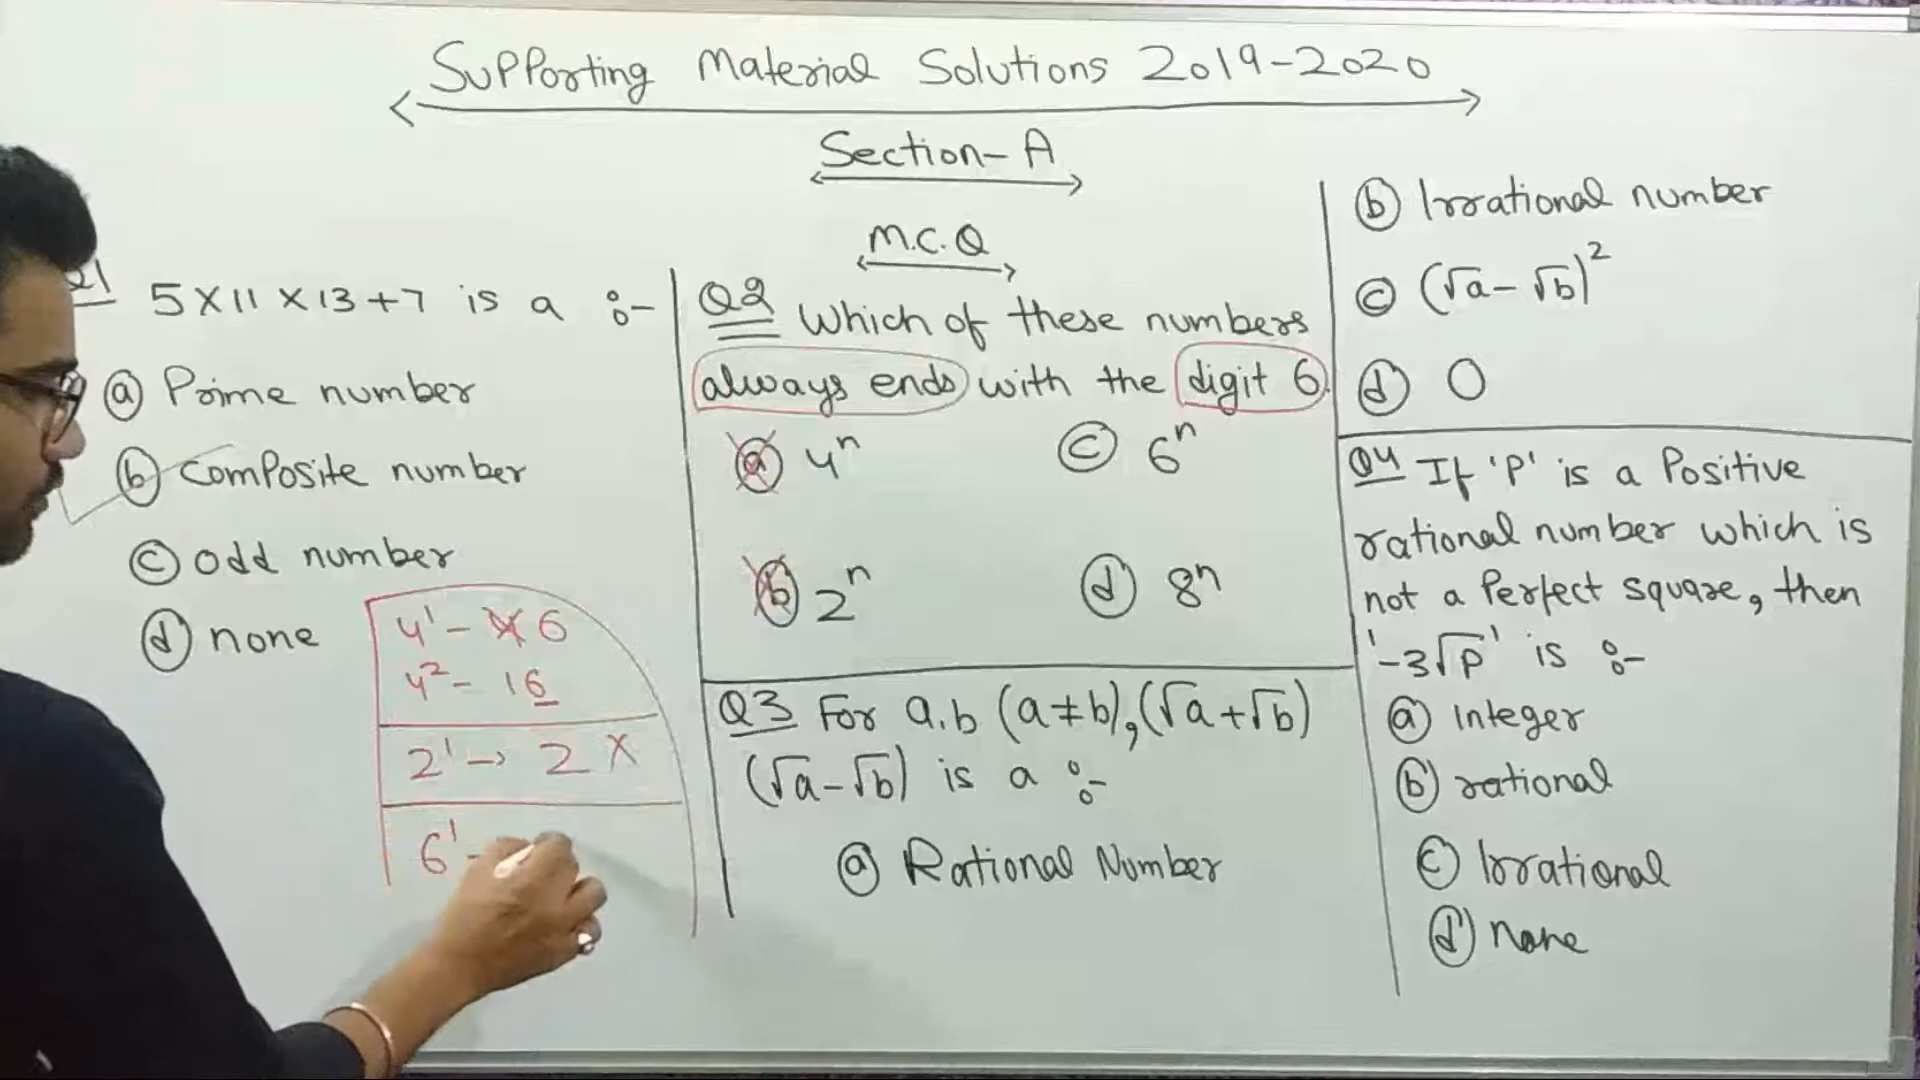 Supporting Material Solutions 2019-2020
Section-A
M.C.Q
5×11×13+7 is a :-
(a) Prime number
(b) Composite number
(c) odd number
(d) none
4¹- 6
4²- 16
2¹→ 2 X
6¹-
Q2 Which of these numbers
always ends with the digit 6.
(a) 4ⁿ (c) 6ⁿ
(b) 2ⁿ (d) 8ⁿ
Q3 For a,b (a≠b),(√a+√b)
(√a-√b) is a :-
(a) Rational Number
(b) Irrational number
(c) (√a-√b)²
(d) 0
Q4 If 'P' is a Positive
rational number which is
not a Perfect square, then
'-3√P' is :-
(a) Integer
(b) rational
(c) Irrational
(d) none